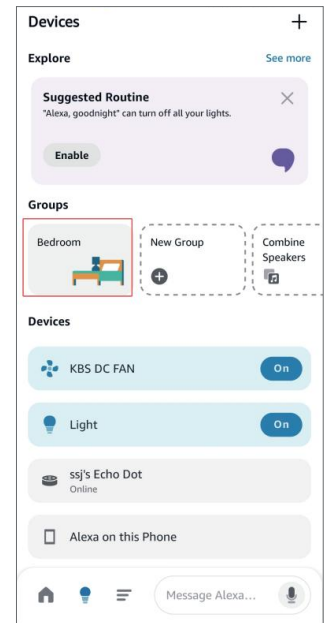 Devices
Explore
See more
Suggested Routine
"Alexa, goodnight" can turn off all your lights.
Enable
Groups
Bedroom
New Group
Combine
Speakers
Devices
KBS DC FAN
On
Light
On
ssj's Echo Dot
Online
Alexa on this Phone
Message Alexa...